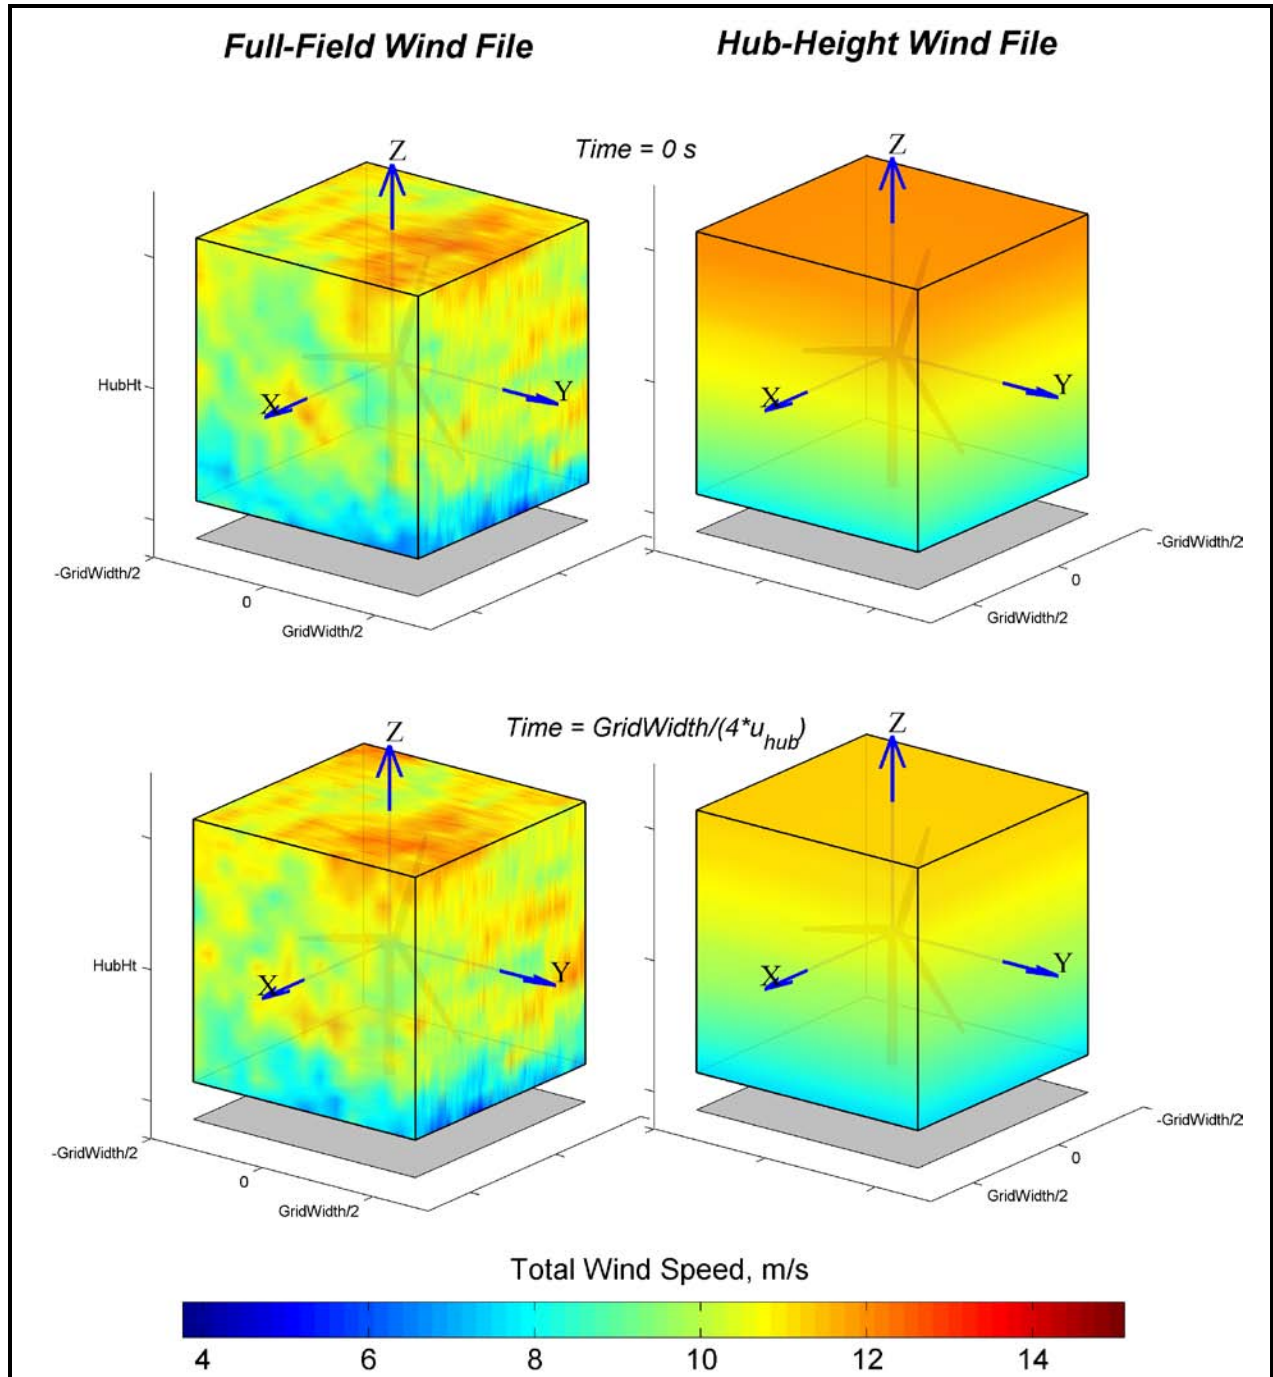 Full-Field Wind File
Hub-Height Wind File
Time = 0 s
Z
Z
HubHt
X
Y
X
Y
-GridWidth/2
0
GridWidth/2
-GridWidth/2
0
GridWidth/2
Time = GridWidth/(4*u_hub)
Z
Z
HubHt
X
Y
X
Y
-GridWidth/2
0
GridWidth/2
-GridWidth/2
0
GridWidth/2
Total Wind Speed, m/s
4 6 8 10 12 14